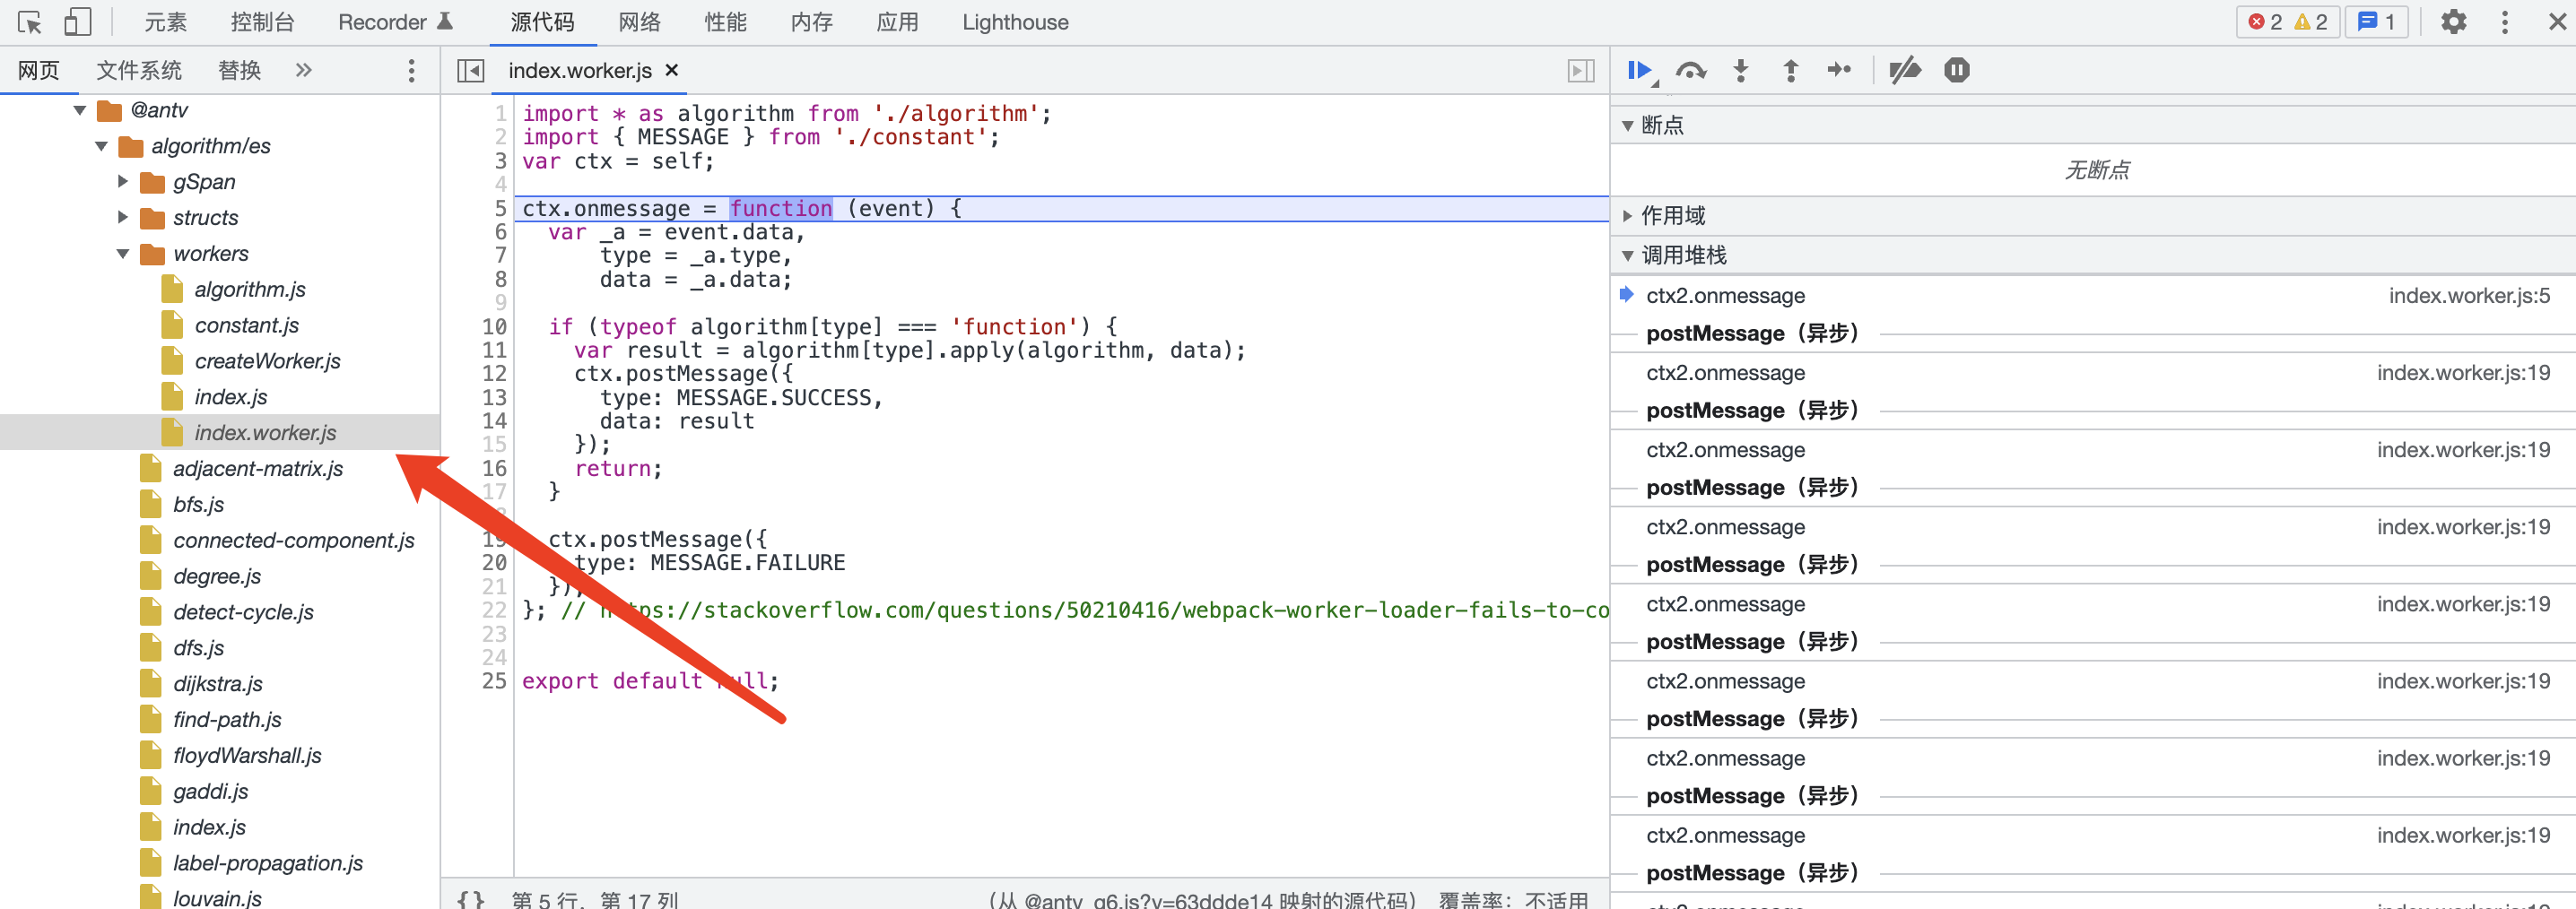 元素 控制台 Recorder 源代码 网络 性能 内存 应用 Lighthouse 2 2 1
网页 文件系统 替换 »
@antv
algorithm/es
gSpan
structs
workers
algorithm.js
constant.js
createWorker.js
index.js
index.worker.js
adjacent-matrix.js
bfs.js
connected-component.js
degree.js
detect-cycle.js
dfs.js
dijkstra.js
find-path.js
floydWarshall.js
gaddi.js
index.js
label-propagation.js
louvain.js
index.worker.js ×
1 import * as algorithm from './algorithm';
2 import { MESSAGE } from './constant';
3 var ctx = self;
4
5 ctx.onmessage = function (event) {
6 var _a = event.data,
7 type = _a.type,
8 data = _a.data;
9
10 if (typeof algorithm[type] === 'function') {
11 var result = algorithm[type].apply(algorithm, data);
12 ctx.postMessage({
13 type: MESSAGE.SUCCESS,
14 data: result
15 });
16 return;
17 }
19 ctx.postMessage({
20 type: MESSAGE.FAILURE
21 });
22 }; // https://stackoverflow.com/questions/50210416/webpack-worker-loader-fails-to-co
23
24
25 export default null;
{} 第 5 行，第 17 列 （从 @antv_g6.js?v=63ddde14 映射的源代码） 覆盖率：不适用
断点
无断点
作用域
调用堆栈
ctx2.onmessage index.worker.js:5
postMessage（异步）
ctx2.onmessage index.worker.js:19
postMessage（异步）
ctx2.onmessage index.worker.js:19
postMessage（异步）
ctx2.onmessage index.worker.js:19
postMessage（异步）
ctx2.onmessage index.worker.js:19
postMessage（异步）
ctx2.onmessage index.worker.js:19
postMessage（异步）
ctx2.onmessage index.worker.js:19
postMessage（异步）
ctx2.onmessage index.worker.js:19
postMessage（异步）